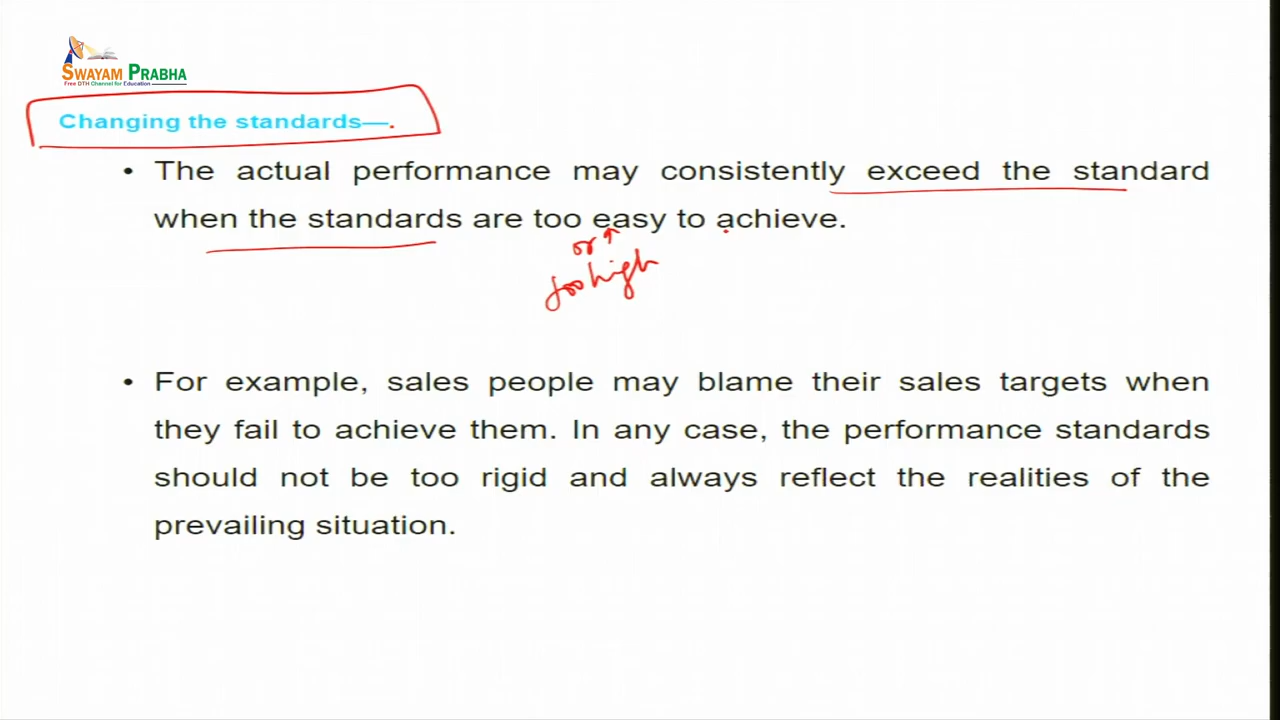 SWAYAM PRABHA
Free DTH Channel for Education
Changing the standards—.
• The actual performance may consistently exceed the standard
when the standards are too easy to achieve.
or ↑
too high
• For example, sales people may blame their sales targets when
they fail to achieve them. In any case, the performance standards
should not be too rigid and always reflect the realities of the
prevailing situation.